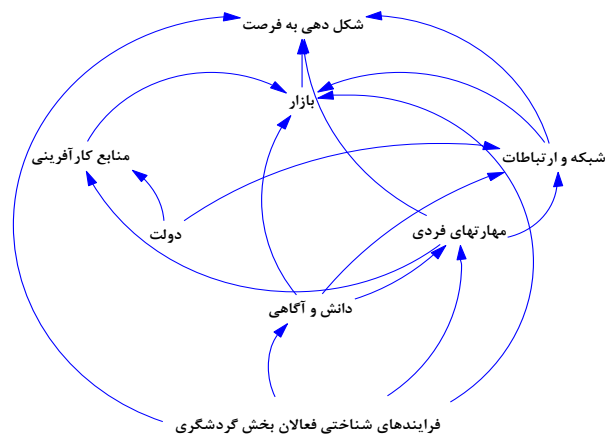 شکل دهی به فرصت
بازار
منابع کارآفرینی
شبکه و ارتباطات
دولت
مهارتهای فردی
دانش و آگاهی
فرایندهای شناختی فعالان بخش گردشگری